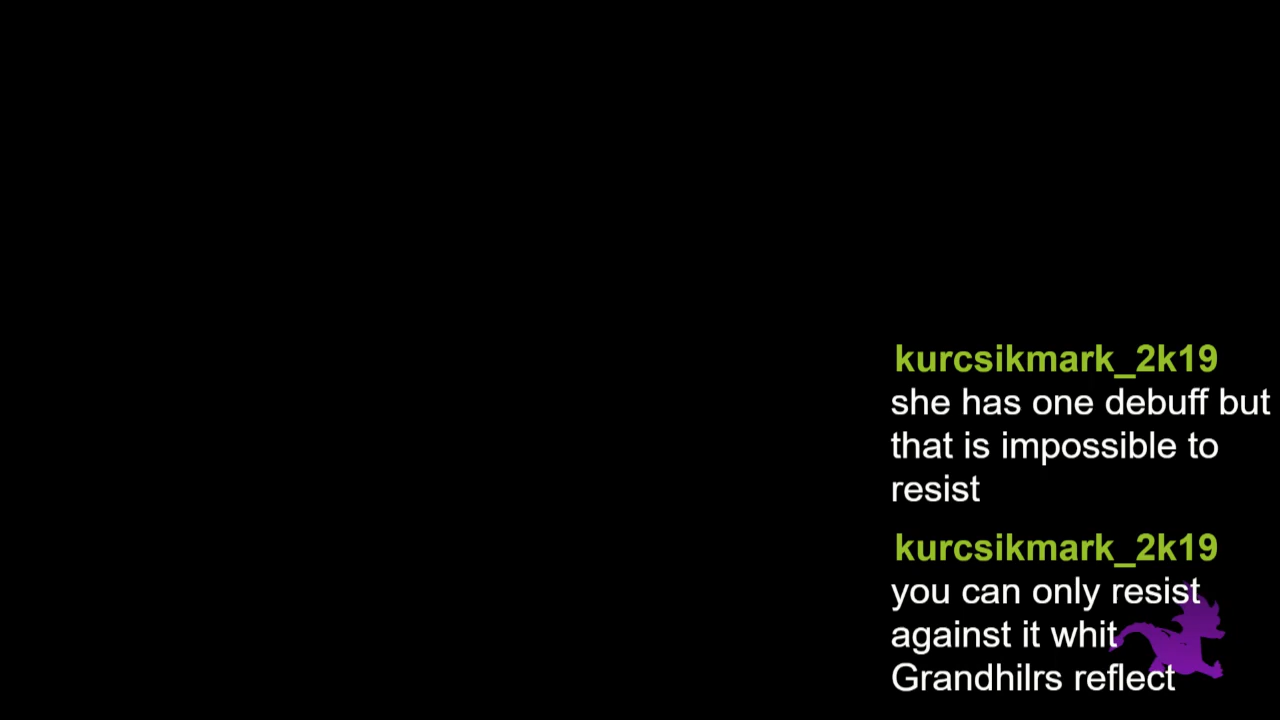 kurcsikmark_2k19
she has one debuff but
that is impossible to
resist
kurcsikmark_2k19
you can only resist
against it whit
Grandhilrs reflect